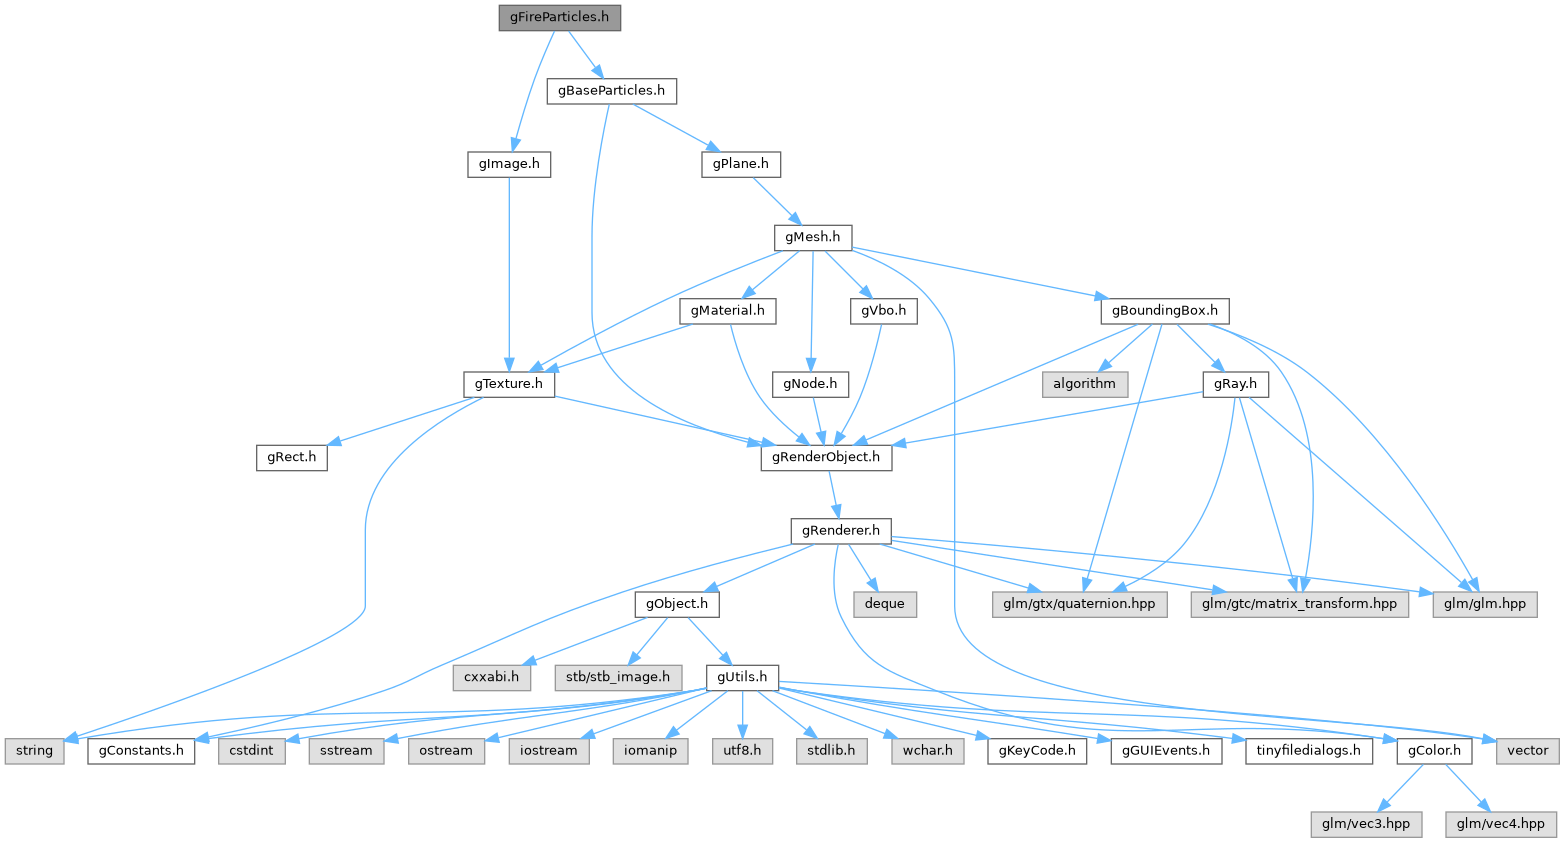 gFireParticles.h
gBaseParticles.h
gImage.h
gPlane.h
gMesh.h
gMaterial.h
gVbo.h
gBoundingBox.h
gTexture.h
gNode.h
algorithm
gRay.h
gRect.h
gRenderObject.h
gRenderer.h
gObject.h
deque
glm/gtx/quaternion.hpp
glm/gtc/matrix_transform.hpp
glm/glm.hpp
cxxabi.h
stb/stb_image.h
gUtils.h
string
gConstants.h
cstdint
sstream
ostream
iostream
iomanip
utf8.h
stdlib.h
wchar.h
gKeyCode.h
gGUIEvents.h
tinyfiledialogs.h
gColor.h
vector
glm/vec3.hpp
glm/vec4.hpp